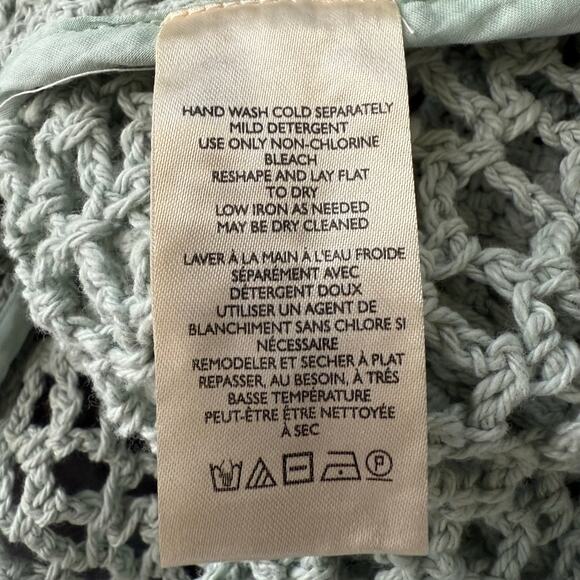 HAND WASH COLD SEPARATELY
MILD DETERGENT
USE ONLY NON-CHLORINE
BLEACH
RESHAPE AND LAY FLAT
TO DRY
LOW IRON AS NEEDED
MAY BE DRY CLEANED
LAVER À LA MAIN À L'EAU FROIDE
SÉPARÉMENT AVEC
DÉTERGENT DOUX
UTILISER UN AGENT DE
BLANCHIMENT SANS CHLORE SI
NÉCESSAIRE
REMODELER ET SECHER À PLAT
REPASSER, AU BESOIN, À TRÉS
BASSE TEMPÉRATURE
PEUT-ÊTRE ÉTRE NETTOYÉE
À SEC
P